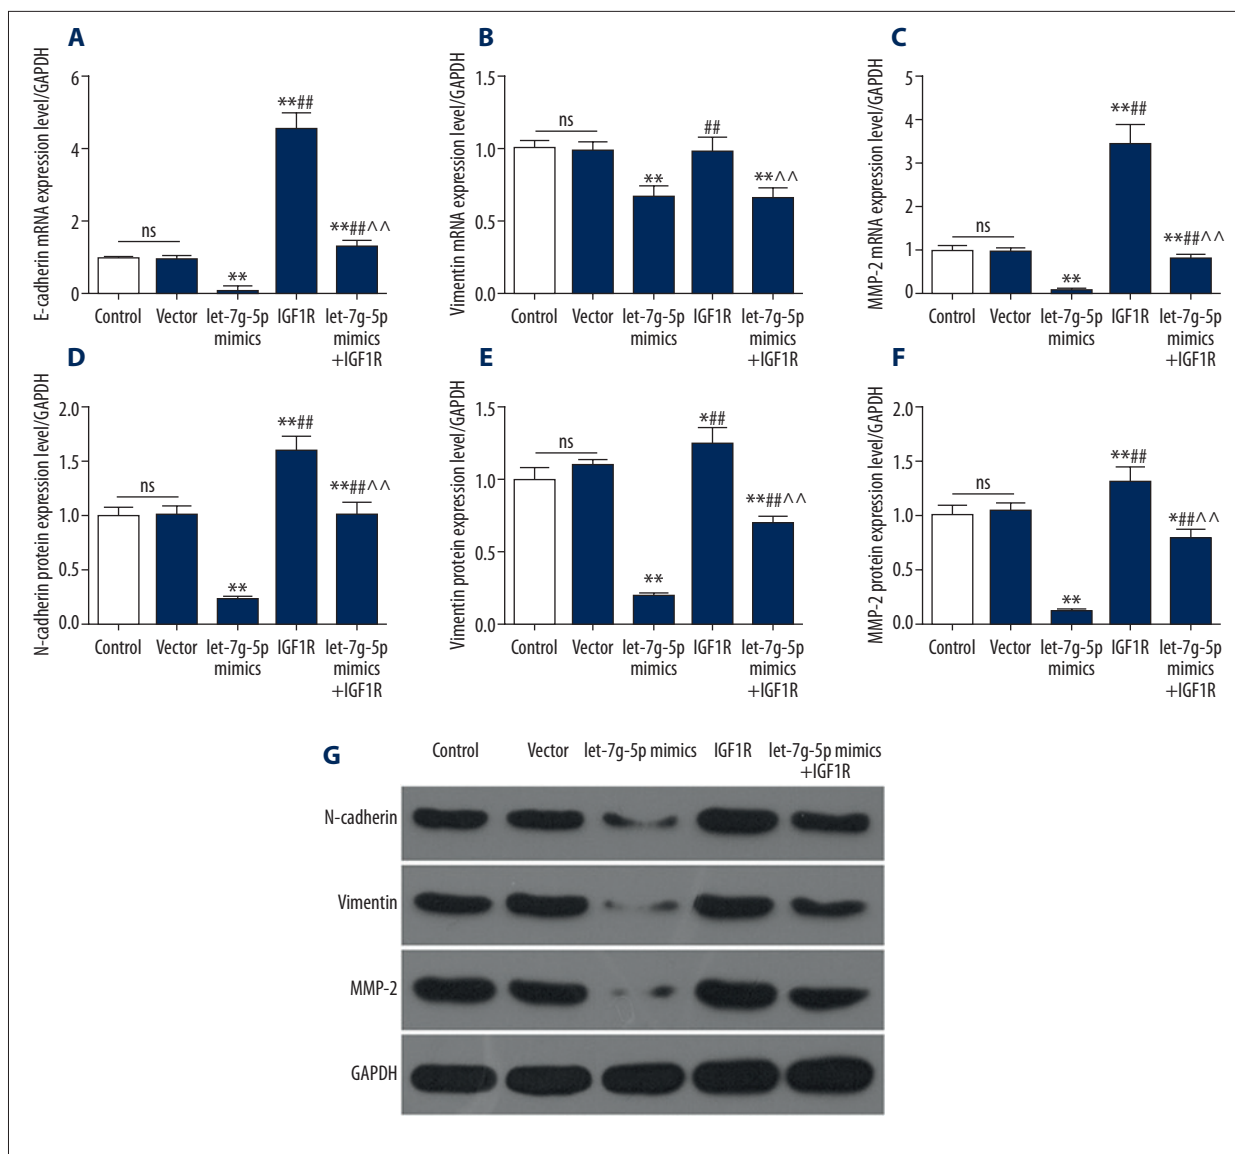 A
E-cadherin mRNA expression level/GAPDH
6
4
2
0
ns
**
**##
**##^^
Control
Vector
let-7g-5p
mimics
IGF1R
let-7g-5p
mimics
+IGF1R
B
Vimentin mRNA expression level/GAPDH
1.5
1.0
0.5
0.0
ns
**
##
**^^
Control
Vector
let-7g-5p
mimics
IGF1R
let-7g-5p
mimics
+IGF1R
C
MMP-2 mRNA expression level/GAPDH
5
4
3
2
1
0
ns
**
**##
**##^^
Control
Vector
let-7g-5p
mimics
IGF1R
let-7g-5p
mimics
+IGF1R
D
N-cadherin protein expression level/GAPDH
2.0
1.5
1.0
0.5
0.0
ns
**
**##
**##^^
Control
Vector
let-7g-5p
mimics
IGF1R
let-7g-5p
mimics
+IGF1R
E
Vimentin protein expression level/GAPDH
1.5
1.0
0.5
0.0
ns
**
*##
**##^^
Control
Vector
let-7g-5p
mimics
IGF1R
let-7g-5p
mimics
+IGF1R
F
MMP-2 protein expression level/GAPDH
2.0
1.5
1.0
0.5
0.0
ns
**
**##
*##^^
Control
Vector
let-7g-5p
mimics
IGF1R
let-7g-5p
mimics
+IGF1R
G
Control
Vector
let-7g-5p mimics
IGF1R
let-7g-5p mimics
+IGF1R
N-cadherin
Vimentin
MMP-2
GAPDH